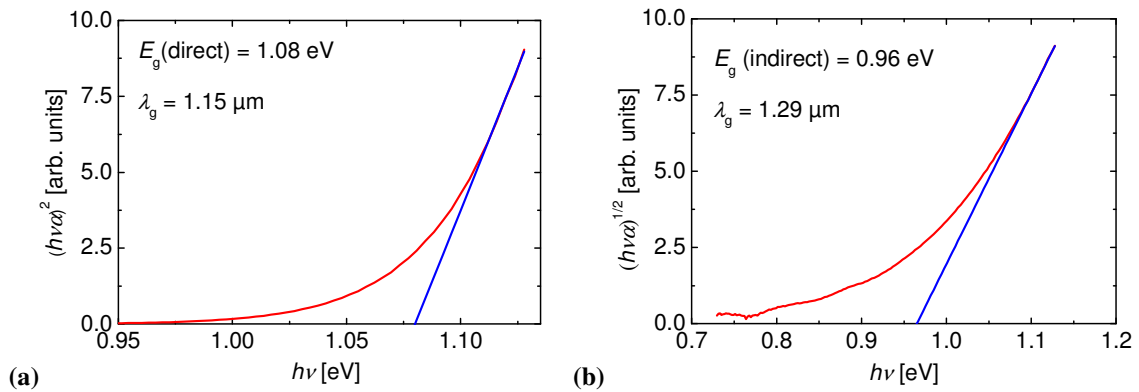 10.0
7.5
5.0
2.5
0.0
0.95 1.00 1.05 1.10
(hνα)² [arb. units]
hν [eV]
E_g(direct) = 1.08 eV
λ_g = 1.15 µm
(a)
10.0
7.5
5.0
2.5
0.0
0.7 0.8 0.9 1.0 1.1 1.2
(hνα)^1/2 [arb. units]
hν [eV]
E_g (indirect) = 0.96 eV
λ_g = 1.29 µm
(b)